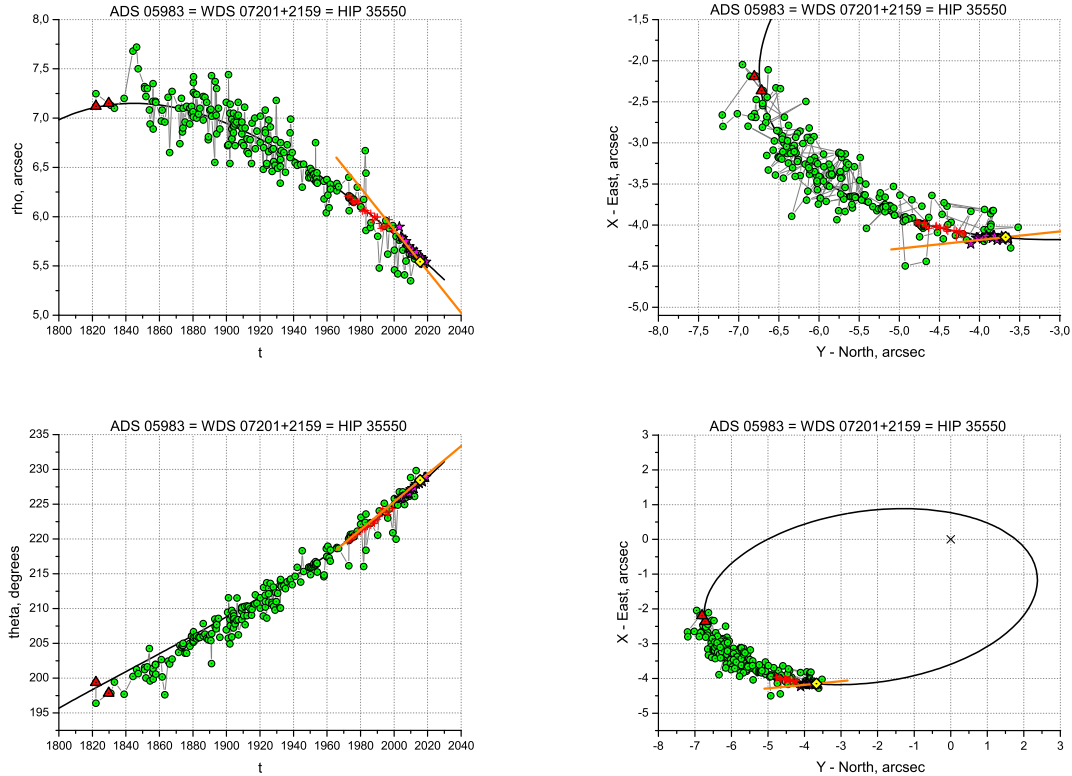 ADS 05983 = WDS 07201+2159 = HIP 35550
8,0
7,5
7,0
6,5
6,0
5,5
5,0
rho, arcsec
1800 1820 1840 1860 1880 1900 1920 1940 1960 1980 2000 2020 2040
t
ADS 05983 = WDS 07201+2159 = HIP 35550
-1,5
-2,0
-2,5
-3,0
-3,5
-4,0
-4,5
-5,0
X - East, arcsec
-8,0 -7,5 -7,0 -6,5 -6,0 -5,5 -5,0 -4,5 -4,0 -3,5 -3,0
Y - North, arcsec
ADS 05983 = WDS 07201+2159 = HIP 35550
235
230
225
220
215
210
205
200
195
theta, degrees
1800 1820 1840 1860 1880 1900 1920 1940 1960 1980 2000 2020 2040
t
ADS 05983 = WDS 07201+2159 = HIP 35550
3
2
1
0
-1
-2
-3
-4
-5
X - East, arcsec
-8 -7 -6 -5 -4 -3 -2 -1 0 1 2 3
Y - North, arcsec